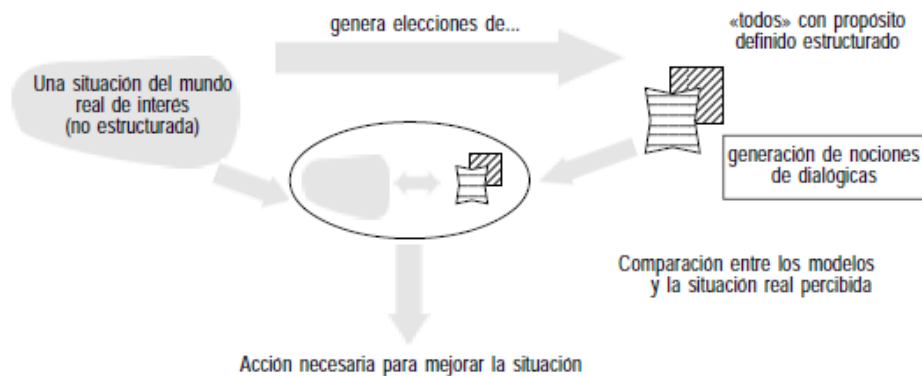 genera elecciones de...
«todos» con propósito
definido estructurado
Una situación del mundo
real de interés
(no estructurada)
generación de nociones
de dialógicas
Comparación entre los modelos
y la situación real percibida
Acción necesaria para mejorar la situación